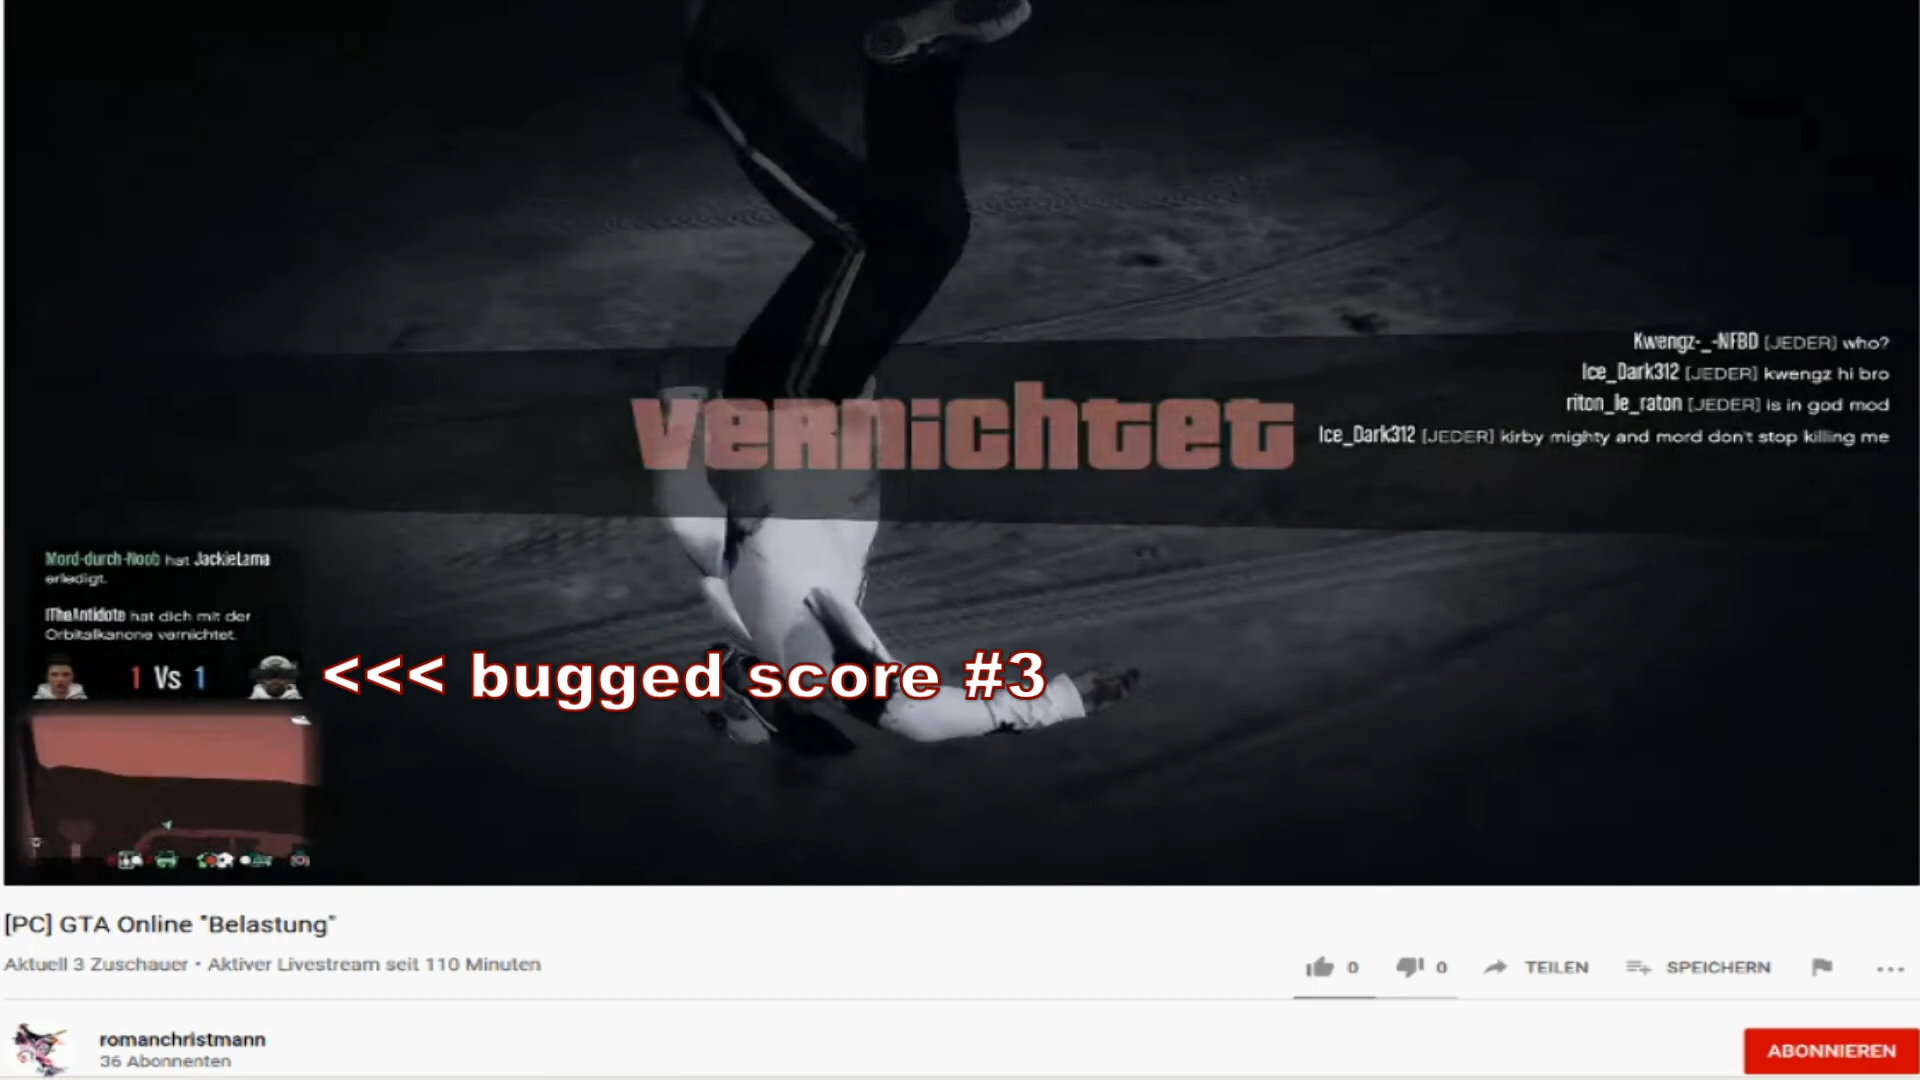 Kwengz-_-NFBD [JEDER] who?
Ice_Dark312 [JEDER] kwengz hi bro
riton_le_raton [JEDER] is in god mod
Ice_Dark312 [JEDER] kirby mighty and mord don't stop killing me
vernichtet
Mord-durch-Noob hat JackieLama
erledigt.
ITheAntidote hat dich mit der
Orbitalkanone vernichtet.
1 Vs 1
<<< bugged score #3
[PC] GTA Online "Belastung"
Aktuell 3 Zuschauer • Aktiver Livestream seit 110 Minuten
0 0 TEILEN SPEICHERN ...
romanchristmann
36 Abonnenten
ABONNIEREN